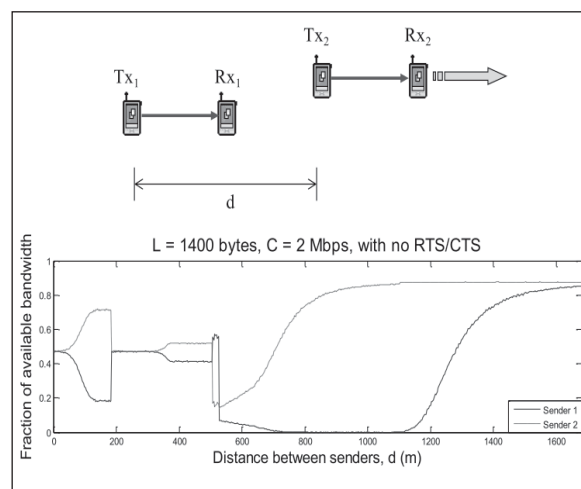 Tx2 Rx2
Tx1 Rx1
d
L = 1400 bytes, C = 2 Mbps, with no RTS/CTS
Fraction of available bandwidth
1
0.8
0.6
0.4
0.2
0
0 200 400 600 800 1000 1200 1400 1600
Distance between senders, d (m)
Sender 1
Sender 2